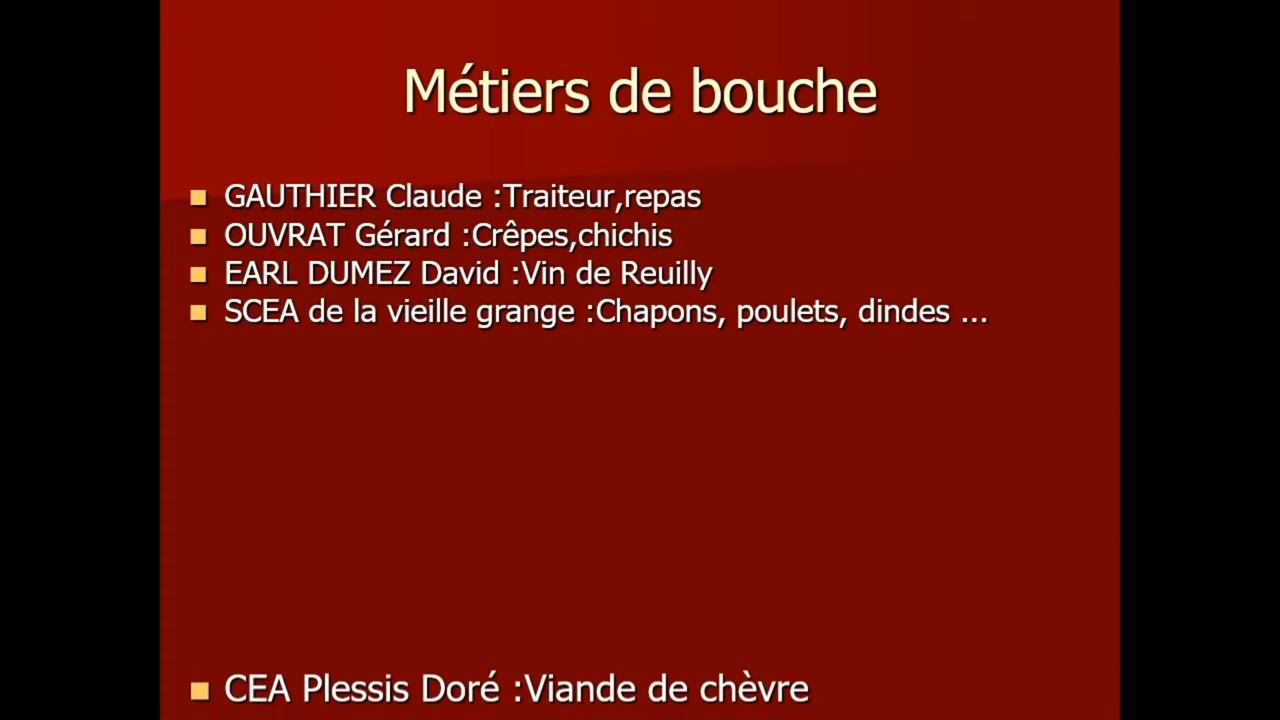 Métiers de bouche
GAUTHIER Claude :Traiteur,repas
OUVRAT Gérard :Crêpes,chichis
EARL DUMEZ David :Vin de Reuilly
SCEA de la vieille grange :Chapons, poulets, dindes ...
CEA Plessis Doré :Viande de chèvre